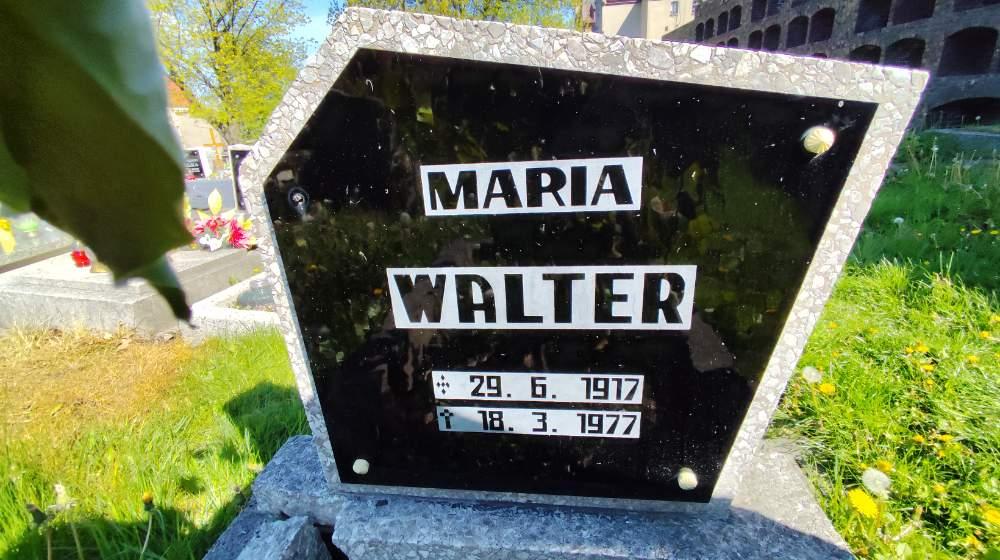 MARIA
WALTER
29. 6. 1917
† 18. 3. 1977